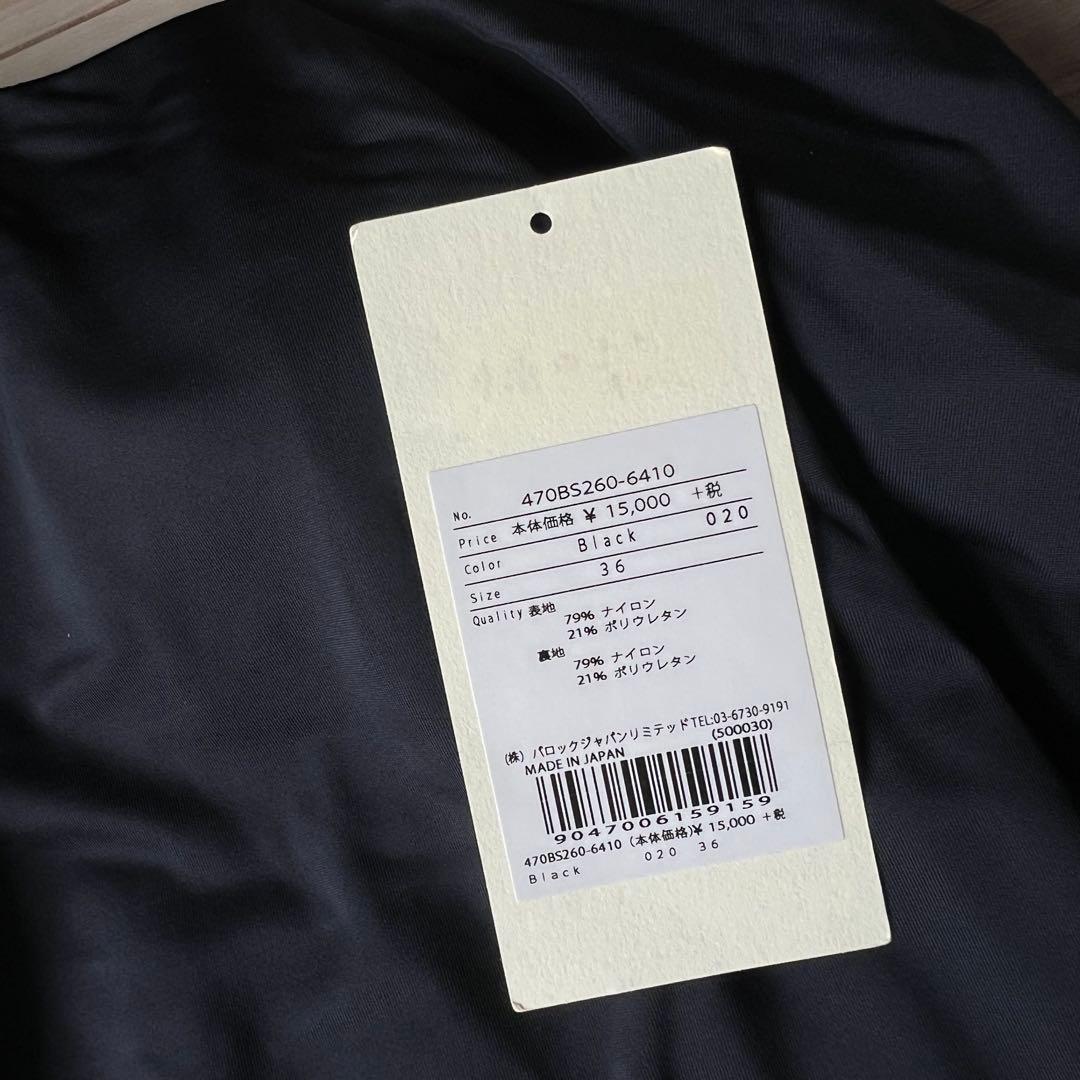 No. 470BS260-6410
Price 本体価格 ¥ 15,000 +税
Color Black 020
Size 36
Quality 表地 79% ナイロン
21% ポリウレタン
裏地 79% ナイロン
21% ポリウレタン
(株) バロックジャパンリミテッド TEL:03-6730-9191
MADE IN JAPAN (500030)
9047006159159
470BS260-6410 (本体価格)¥ 15,000 +税
Black 020 36